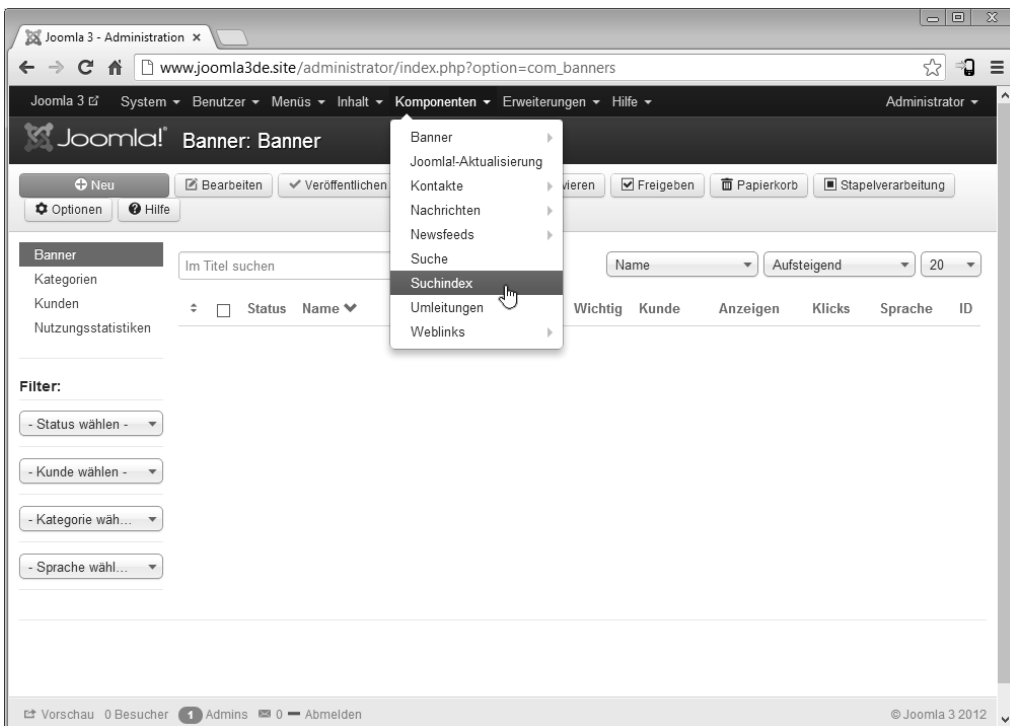 Joomla 3 - Administration ×
www.joomla3de.site/administrator/index.php?option=com_banners
Joomla 3 System Benutzer Menüs Inhalt Komponenten Erweiterungen Hilfe Administrator
Joomla! Banner: Banner
Neu Bearbeiten Veröffentlichen vieren Freigeben Papierkorb Stapelverarbeitung
Optionen Hilfe
Banner
Joomla!-Aktualisierung
Kontakte
Nachrichten
Newsfeeds
Suche
Suchindex
Umleitungen
Weblinks
Banner
Kategorien
Kunden
Nutzungsstatistiken
Im Titel suchen Name Aufsteigend 20
Status Name Wichtig Kunde Anzeigen Klicks Sprache ID
Filter:
- Status wählen -
- Kunde wählen -
- Kategorie wäh...
- Sprache wähl...
Vorschau 0 Besucher 1 Admins 0 Abmelden © Joomla 3 2012